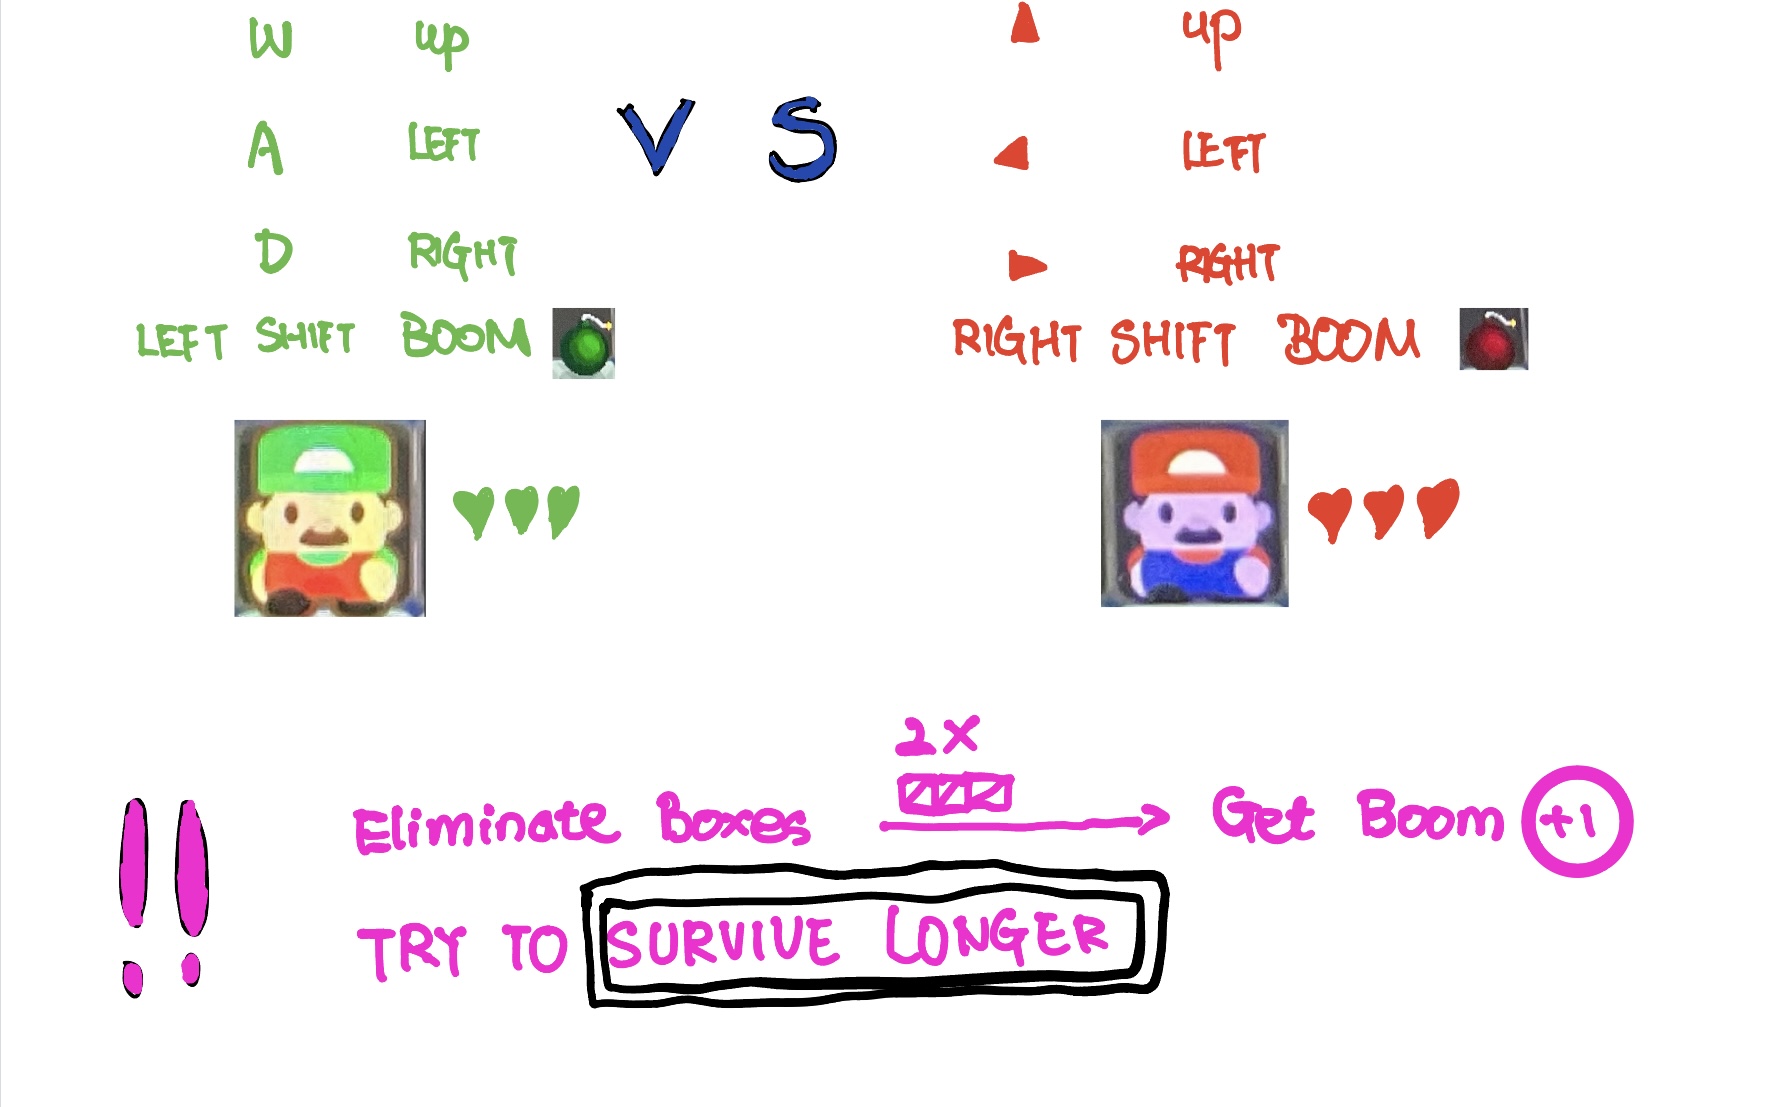 W up
A LEFT
D RIGHT
LEFT SHIFT BOOM
V S
up
LEFT
RIGHT
RIGHT SHIFT BOOM
2X
Eliminate Boxes Get Boom +1
!! TRY TO SURVIVE LONGER